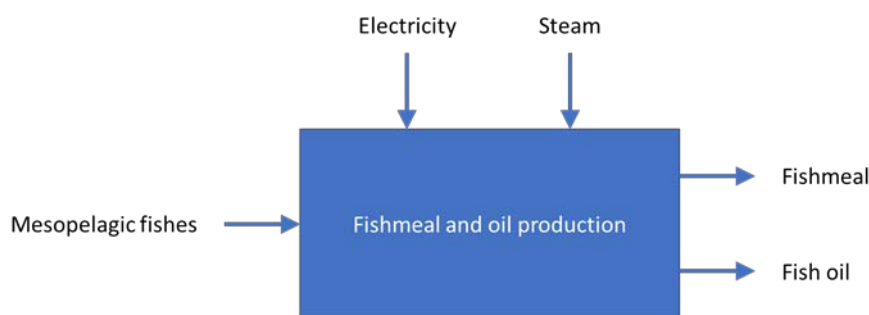 Electricity
Steam
Fishmeal
Mesopelagic fishes
Fishmeal and oil production
Fish oil